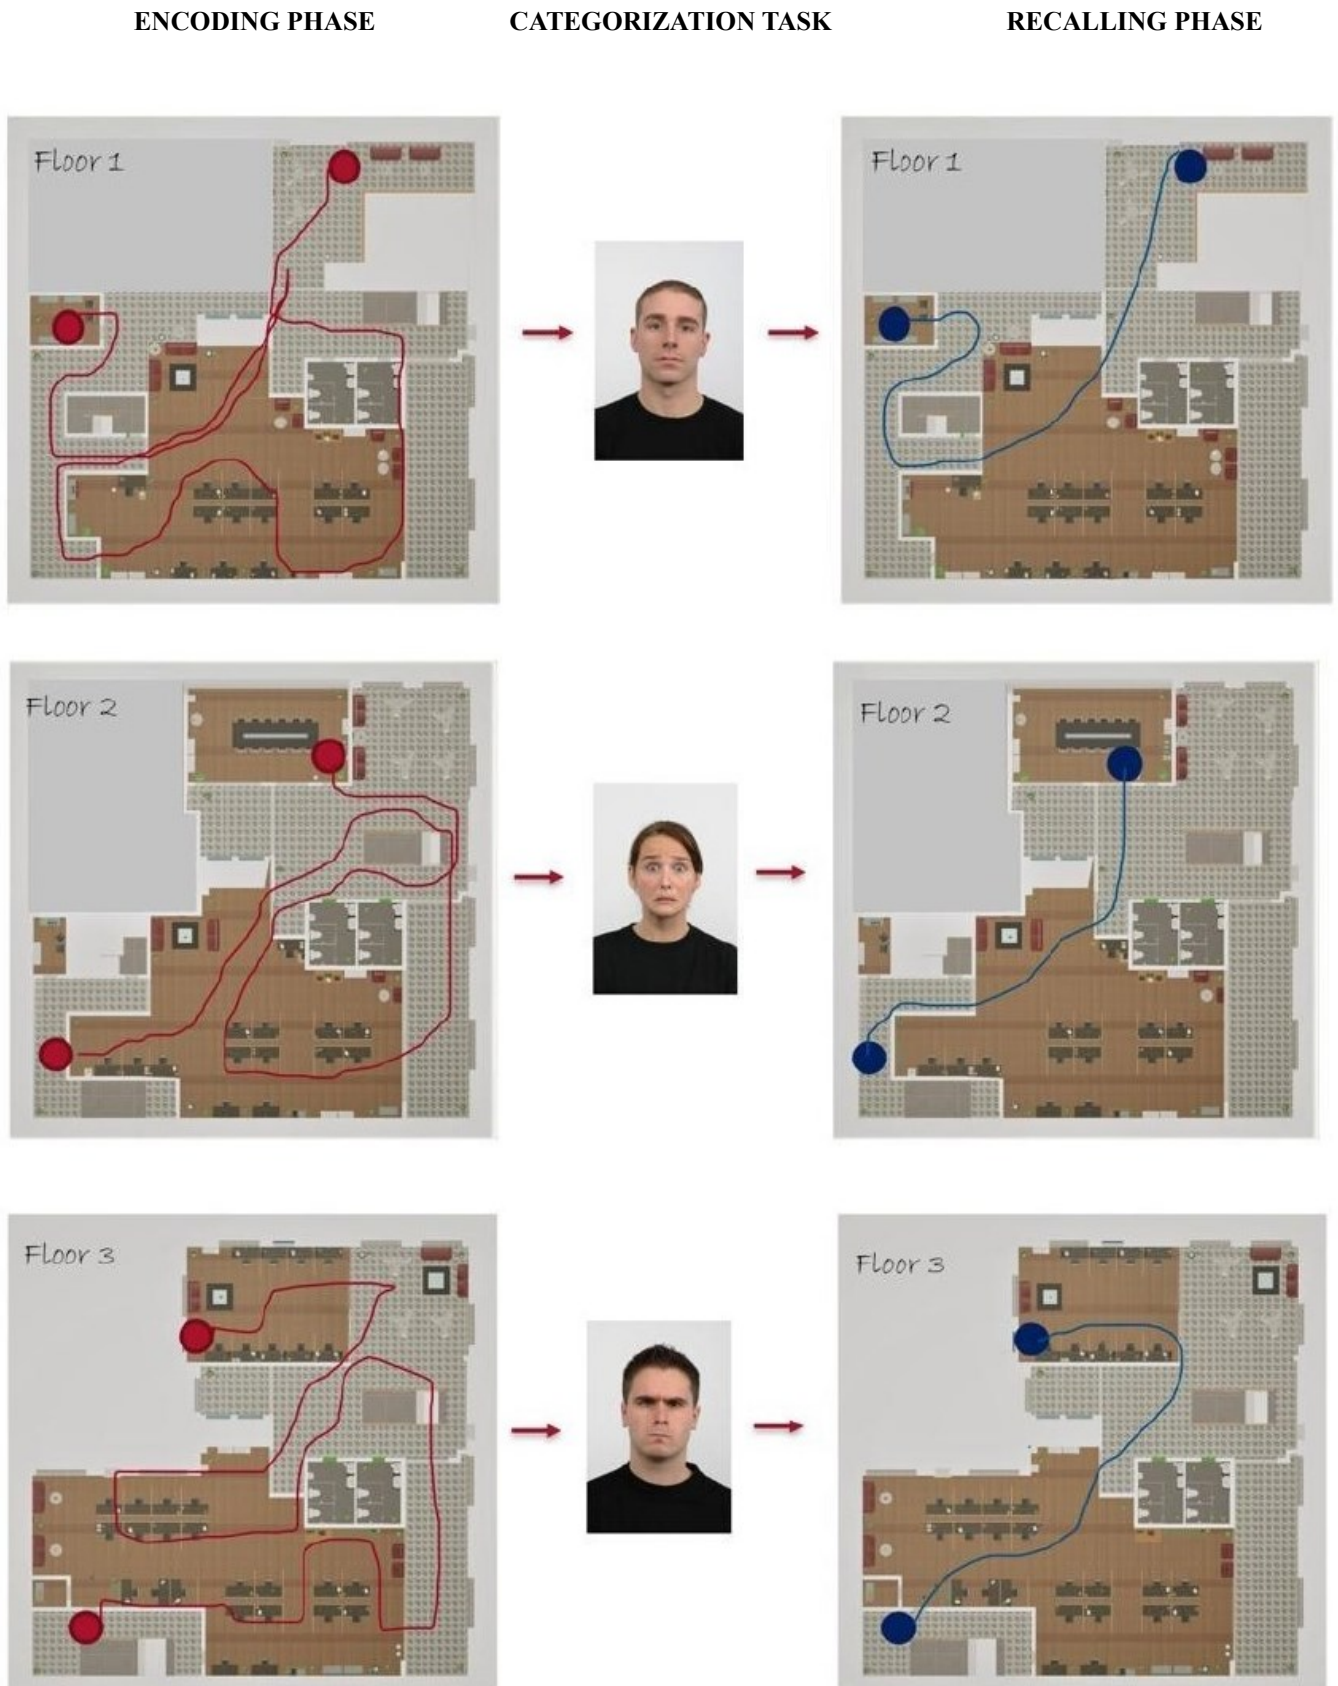 ENCODING PHASE CATEGORIZATION TASK RECALLING PHASE
Floor 1 Floor 1
Floor 2 Floor 2
Floor 3 Floor 3